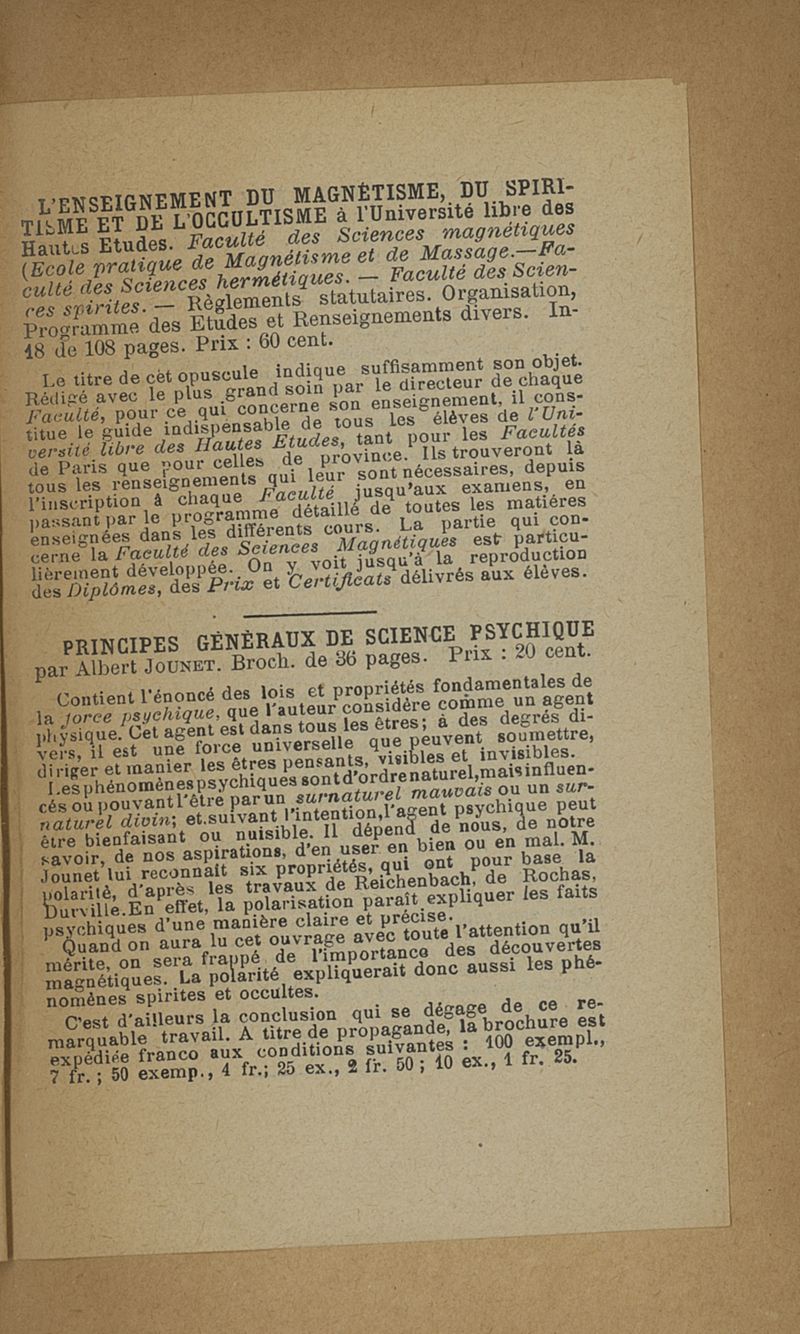 L'ENSEIGNEMENT DU MAGNÉTISME, DU SPIRI-
TISME ET DE L'OCCULTISME à l'Université libre des
Hautes Etudes. Faculté des Sciences magnétiques
(Ecole pratique de Magnétisme et de Massage.—Fa-
culté des Sciences hermétiques. — Faculté des Scien-
ces spirites. — Règlements statutaires. Organisation,
Programme des Etudes et Renseignements divers. In-
18 de 108 pages. Prix : 60 cent.
Le titre de cet opuscule indique suffisamment son objet.
Rédigé avec le plus grand soin par le directeur de chaque
Faculté, pour ce qui concerne son enseignement, il cons-
titue le guide indispensable de tous les élèves de l'Uni-
versité libre des Hautes Etudes, tant pour les Facultés
de Paris que pour celles de province. Ils trouveront là
tous les renseignements qui leur sont nécessaires, depuis
l'inscription à chaque Faculté jusqu'aux examens, en
passant par le programme détaillé de toutes les matières
enseignées dans les différents cours. La partie qui con-
cerne la Faculté des Sciences Magnétiques est particu-
lièrement développée. On y voit jusqu'à la reproduction
des Diplômes, des Prix et Certificats délivrés aux élèves.
PRINCIPES GÉNÉRAUX DE SCIENCE PSYCHIQUE
par Albert JOUNET. Broch. de 36 pages. Prix : 20 cent.
Contient l'énoncé des lois et propriétés fondamentales de
la force psychique, que l'auteur considère comme un agent
physique. Cet agent est dans tous les êtres; à des degrés di-
vers, il est une force universelle que peuvent soumettre,
diriger et manier les êtres pensants, visibles et invisibles.
Les phénomènes psychiques sont d'ordre naturel, mais influen-
cés ou pouvant l'être par un surnaturel mauvais ou un sur-
naturel divin; et.suivant l'intention, l'agent psychique peut
être bienfaisant ou nuisible. Il dépend de nous, de notre
savoir, de nos aspirations, d'en user en bien ou en mal. M.
Jounet lui reconnaît six propriétés, qui ont pour base la
polarité, d'après les travaux de Reichenbach, de Rochas,
Durville. En effet, la polarisation paraît expliquer les faits
psychiques d'une manière claire et précise.
Quand on aura lu cet ouvrage avec toute l'attention qu'il
mérite, on sera frappé de l'importance des découvertes
magnétiques. La polarité expliquerait donc aussi les phé-
nomènes spirites et occultes.
C'est d'ailleurs la conclusion qui se dégage de ce re-
marquable travail. A titre de propagande, la brochure est
expédiée franco aux conditions suivantes : 100 exempl.,
7 fr. ; 50 exemp., 4 fr.; 25 ex., 2 fr. 50 ; 10 ex., 1 fr. 25.